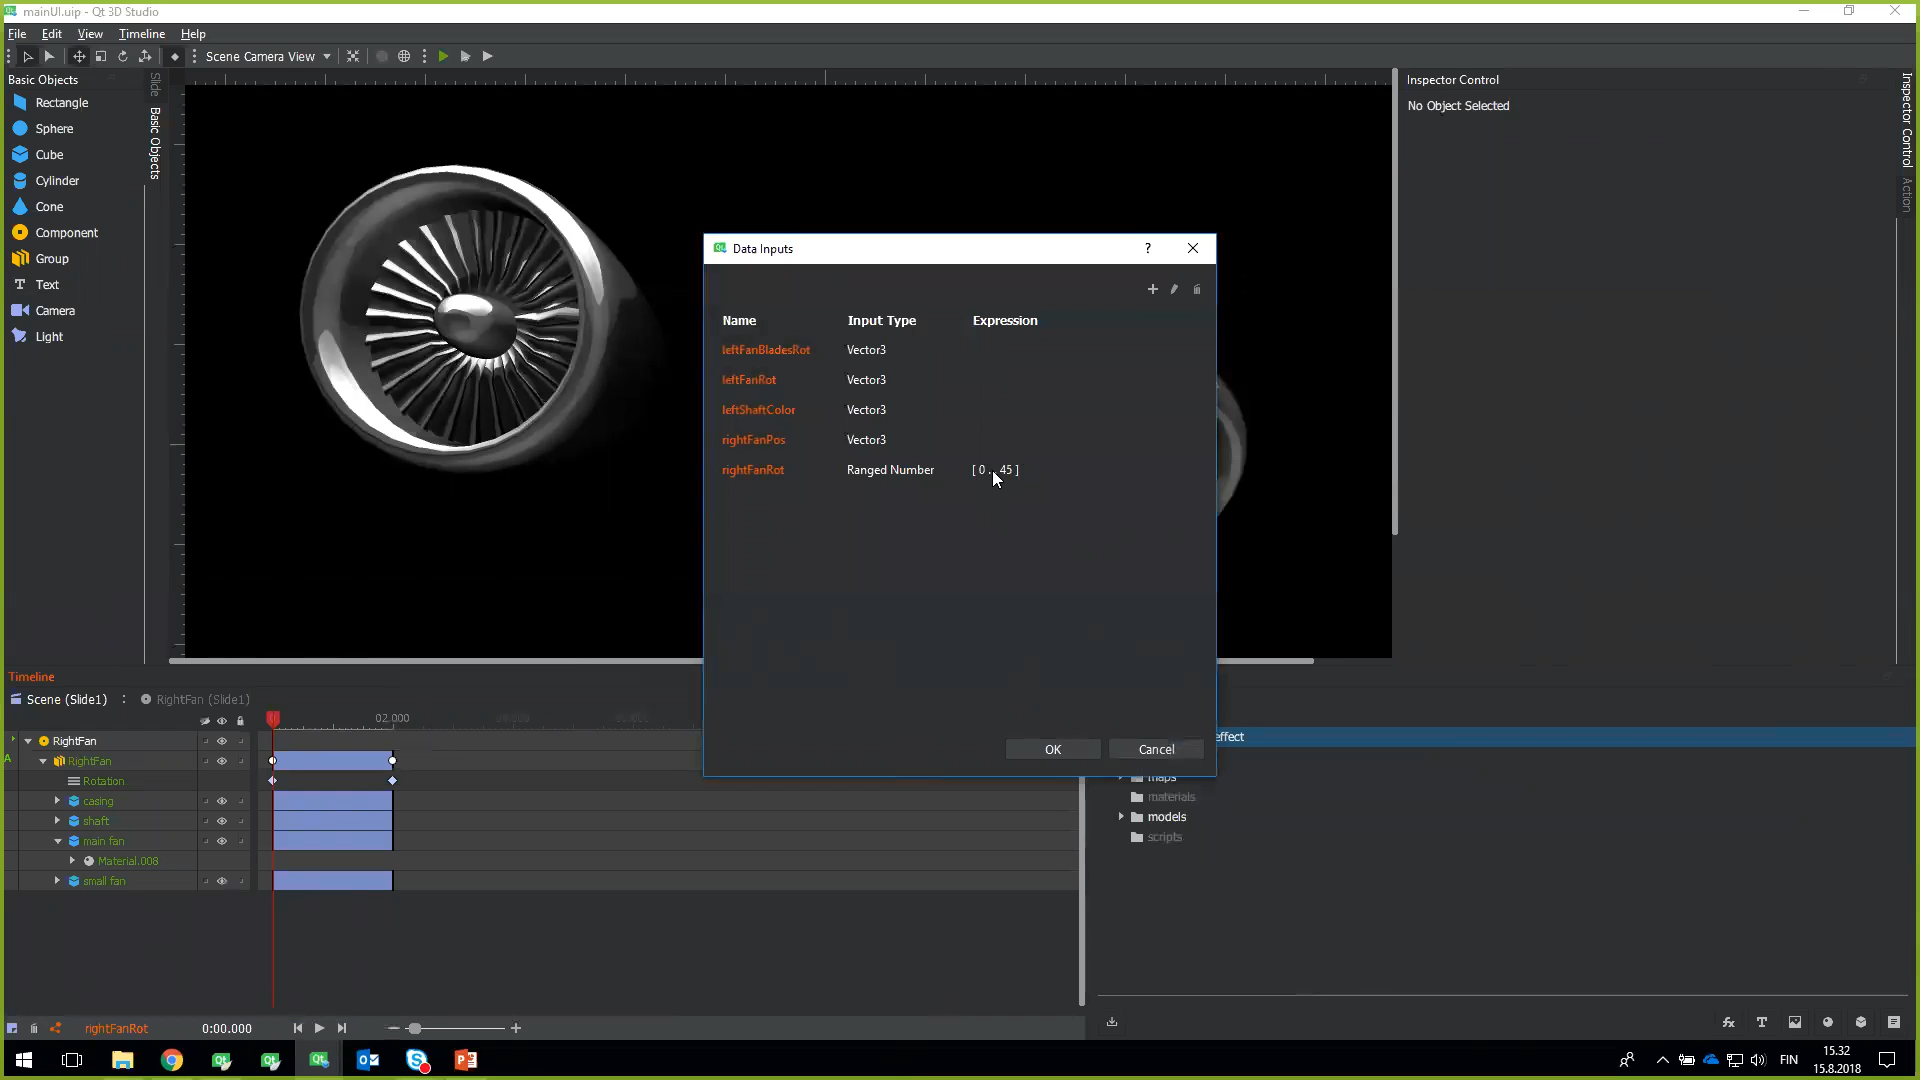 mainUI.uip - Qt 3D Studio
File Edit View Timeline Help
Scene Camera View
Basic Objects
Rectangle
Sphere
Cube
Cylinder
Cone
Component
Group
Text
Camera
Light
Slide
Basic Objects
Data Inputs
Name Input Type Expression
leftFanBladesRot Vector3
leftFanRot Vector3
leftShaftColor Vector3
rightFanPos Vector3
rightFanRot Ranged Number [ 0 .. 45 ]
OK Cancel
Inspector Control
No Object Selected
Inspector Control
Action
Timeline
Scene (Slide1) : RightFan (Slide1)
02.000
RightFan
RightFan
Rotation
casing
shaft
main fan
Material.008
small fan
rightFanRot 0:00.000
effect
maps
materials
models
scripts
FIN
15.32
15.8.2018